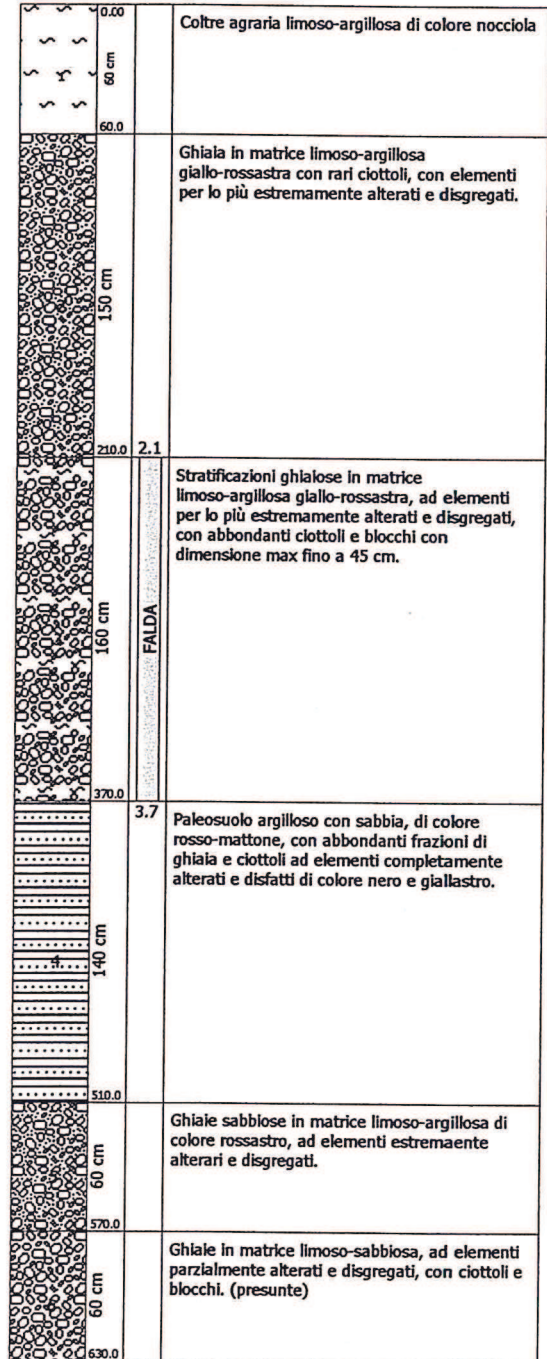 0.00
Coltre agraria limoso-argillosa di colore nocciola
1
60 cm
60.0
Ghiaia in matrice limoso-argillosa
giallo-rossastra con rari ciottoli, con elementi
per lo più estremamente alterati e disgregati.
150 cm
210.0
2.1
Stratificazioni ghiaiose in matrice
limoso-argillosa giallo-rossastra, ad elementi
per lo più estremamente alterati e disgregati,
con abbondanti ciottoli e blocchi con
dimensione max fino a 45 cm.
160 cm
FALDA
370.0
3.7
Paleosuolo argilloso con sabbia, di colore
rosso-mattone, con abbondanti frazioni di
ghiaia e ciottoli ad elementi completamente
alterati e disfatti di colore nero e giallastro.
4
140 cm
510.0
Ghiaie sabbiose in matrice limoso-argillosa di
colore rossastro, ad elementi estremaente
alterari e disgregati.
60 cm
570.0
Ghiaie in matrice limoso-sabbiosa, ad elementi
parzialmente alterati e disgregati, con ciottoli e
blocchi. (presunte)
60 cm
630.0